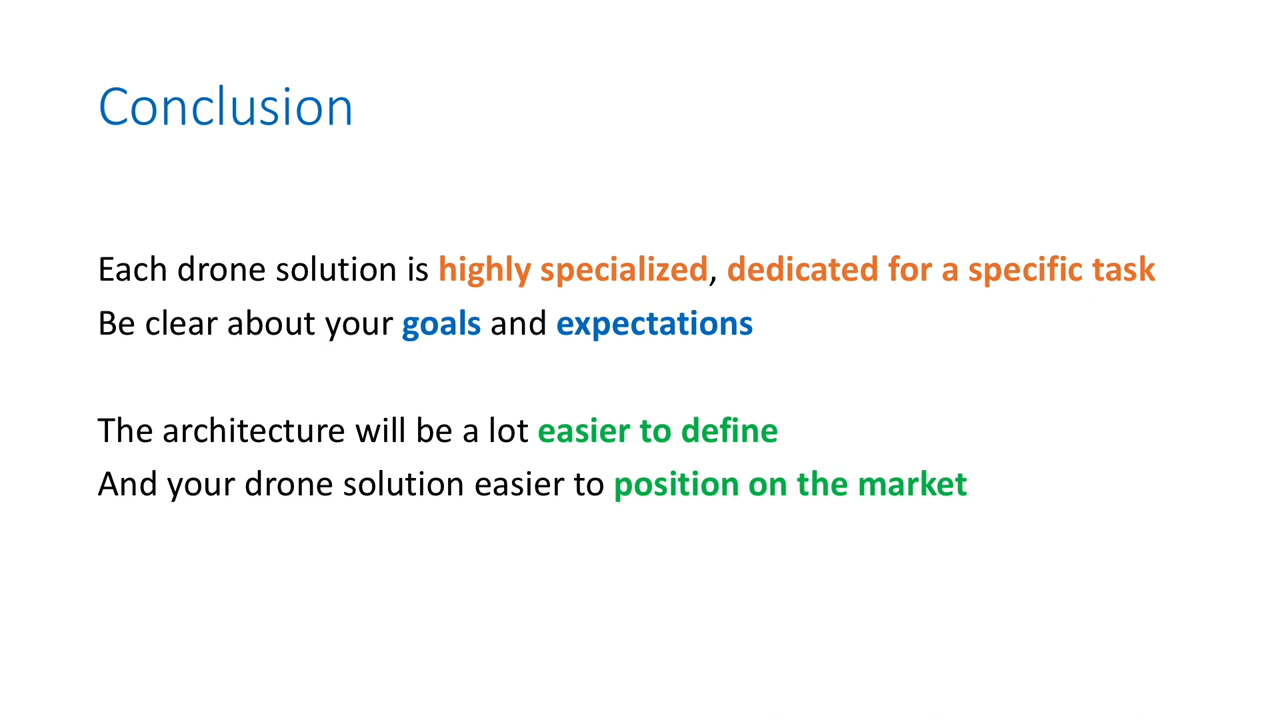 Conclusion
Each drone solution is highly specialized, dedicated for a specific task
Be clear about your goals and expectations
The architecture will be a lot easier to define
And your drone solution easier to position on the market